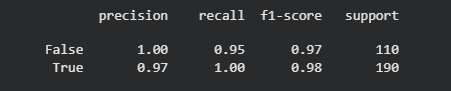 precision recall f1-score support
False 1.00 0.95 0.97 110
True 0.97 1.00 0.98 190